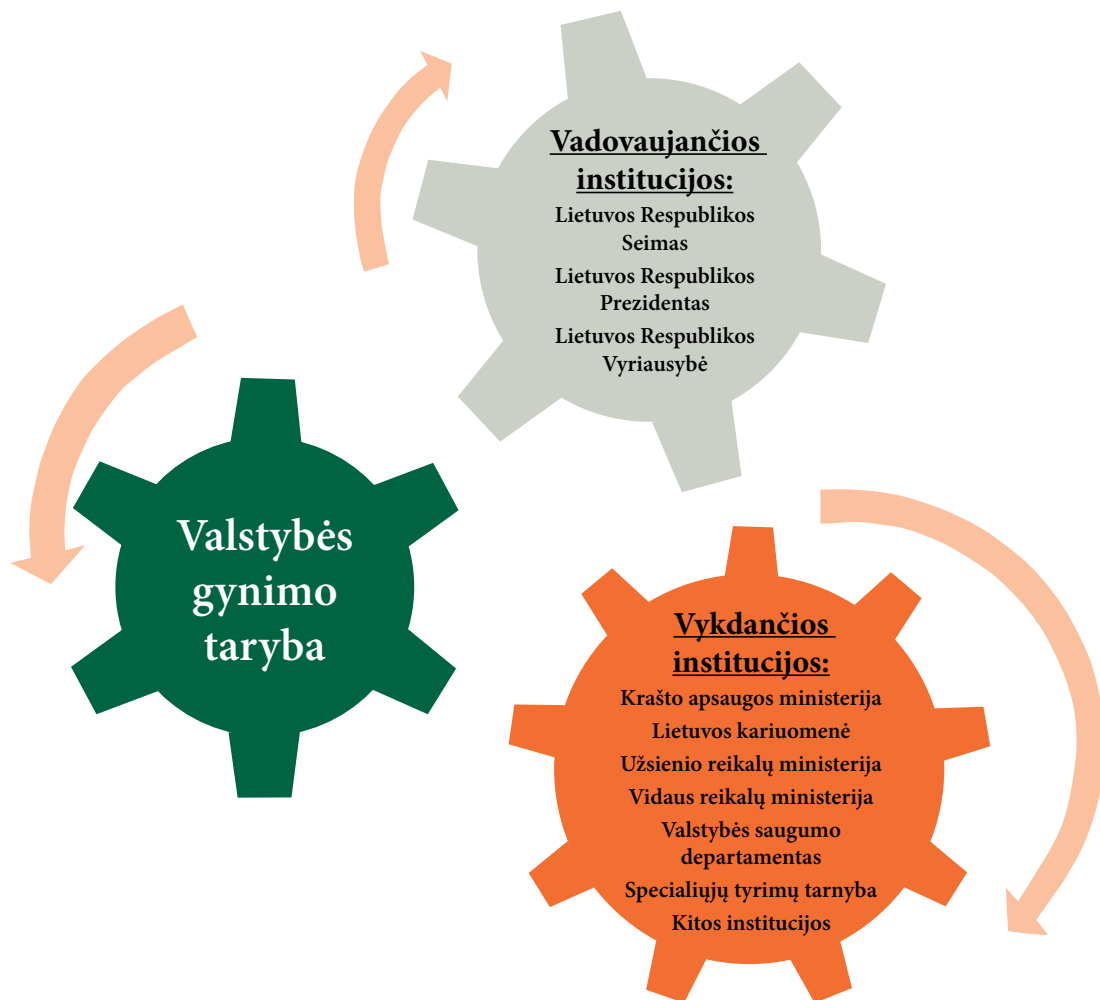 Vadovaujančios
institucijos:
Lietuvos Respublikos
Seimas
Lietuvos Respublikos
Prezidentas
Lietuvos Respublikos
Vyriausybė
Valstybės
gynimo
taryba
Vykdančios
institucijos:
Krašto apsaugos ministerija
Lietuvos kariuomenė
Užsienio reikalų ministerija
Vidaus reikalų ministerija
Valstybės saugumo
departamentas
Specialiųjų tyrimų tarnyba
Kitos institucijos